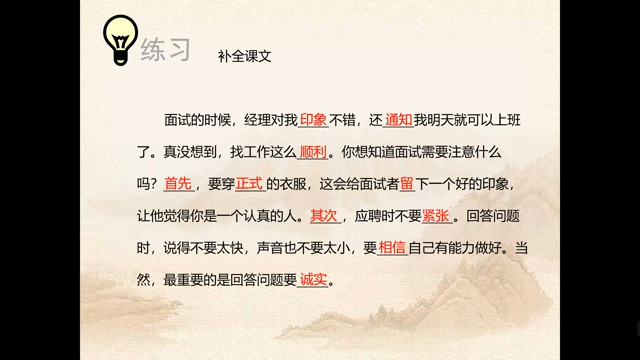 练习
补全课文
面试的时候，经理对我印象不错，还通知我明天就可以上班
了。真没想到，找工作这么顺利。你想知道面试需要注意什么
吗？首先，要穿正式的衣服，这会给面试者留下一个好的印象，
让他觉得你是一个认真的人。其次，应聘时不要紧张。回答问题
时，说得不要太快，声音也不要太小，要相信自己有能力做好。当
然，最重要的是回答问题要诚实。